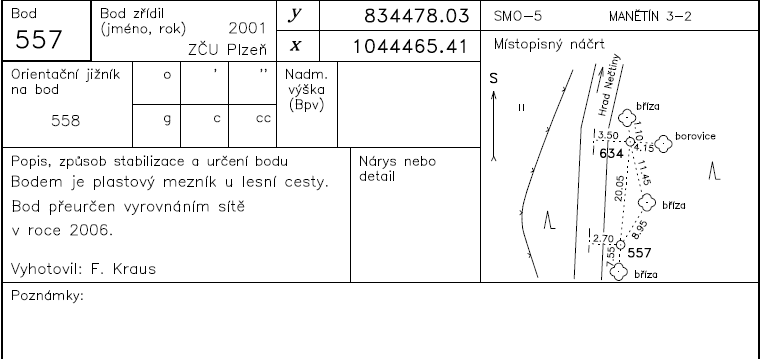 Bod
557
Bod zřídil
(jméno, rok) 2001
ZČU Plzeň
y 834478.03
x 1044465.41
SMO-5 MANĚTÍN 3-2
Orientační jižník
na bod
558
o ' ''
g c cc
Nadm.
výška
(Bpv)
Místopisný náčrt
S
Hrad Nečtiny
bříza
1.10
3.50
borovice
4.15
634
11.45
20.05
bříza
8.95
2.70
557
7.55
bříza
Popis, způsob stabilizace a určení bodu
Bodem je plastový mezník u lesní cesty.
Bod přeurčen vyrovnáním sítě
v roce 2006.
Vyhotovil: F. Kraus
Nárys nebo
detail
Poznámky: